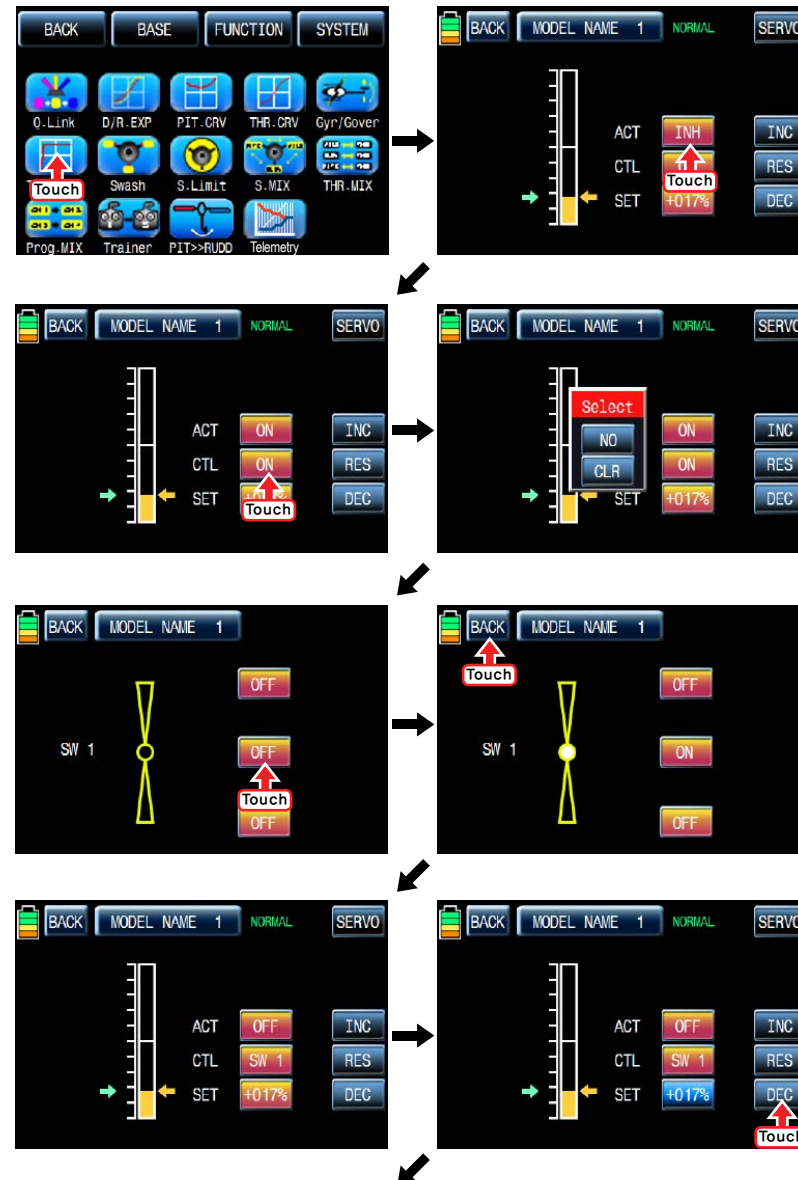 BACK BASE FUNCTION SYSTEM
Q.Link D/R.EXP PIT.CRV THR.CRV Gyr/Gover
Touch Swash S.Limit S.MIX THR.MIX
Prog.MIX Trainer PIT>>RUDD Telemetry
BACK MODEL NAME 1 NORMAL SERVO
ACT INH INC
CTL Touch RES
SET +017% DEC
BACK MODEL NAME 1 NORMAL SERVO
ACT ON INC
CTL ON RES
SET Touch DEC
BACK MODEL NAME 1 NORMAL SERVO
Select
NO ON INC
CLR ON RES
SET +017% DEC
BACK MODEL NAME 1
OFF
SW 1 OFF
Touch
OFF
BACK MODEL NAME 1
Touch
OFF
SW 1 ON
OFF
BACK MODEL NAME 1 NORMAL SERVO
ACT OFF INC
CTL SW 1 RES
SET +017% DEC
BACK MODEL NAME 1 NORMAL SERVO
ACT OFF INC
CTL SW 1 RES
SET +017% DEC
Touch